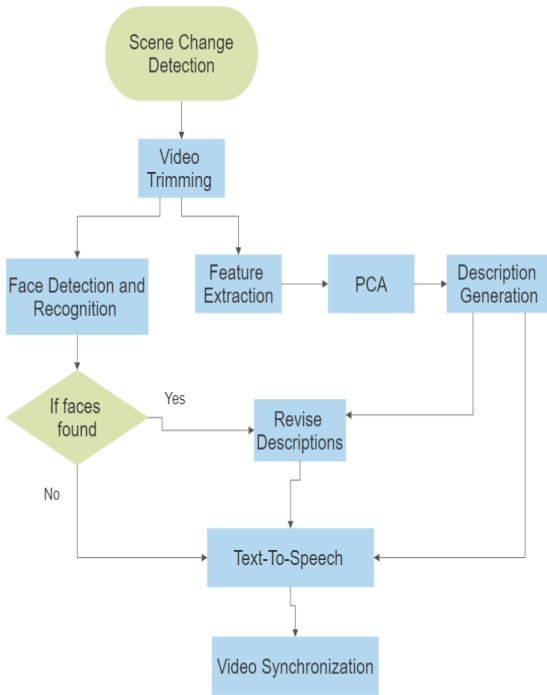 Scene Change
Detection
Video
Trimming
Face Detection and
Recognition
Feature
Extraction
PCA
Description
Generation
If faces
found
Yes
No
Revise
Descriptions
Text-To-Speech
Video Synchronization